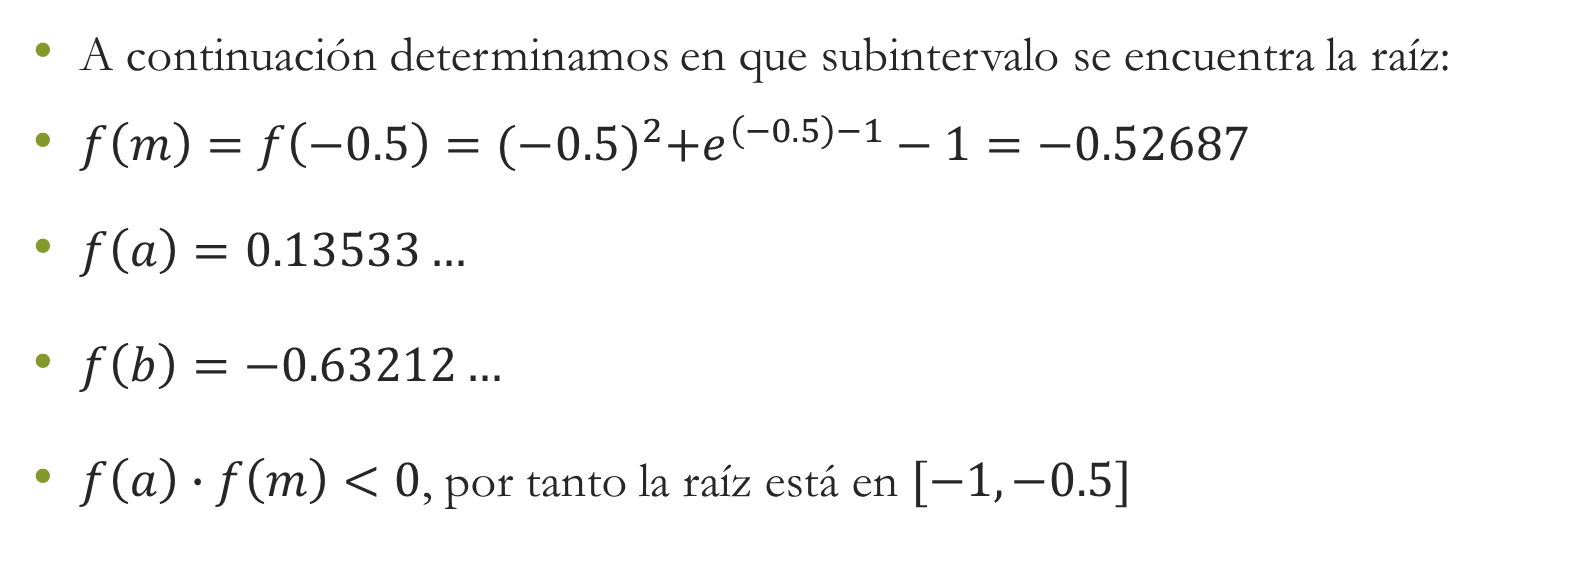 • A continuación determinamos en que subintervalo se encuentra la raíz:
• f(m) = f(−0.5) = (−0.5)²+e^(−0.5)−1 − 1 = −0.52687
• f(a) = 0.13533 …
• f(b) = −0.63212 …
• f(a) · f(m) < 0, por tanto la raíz está en [−1, −0.5]